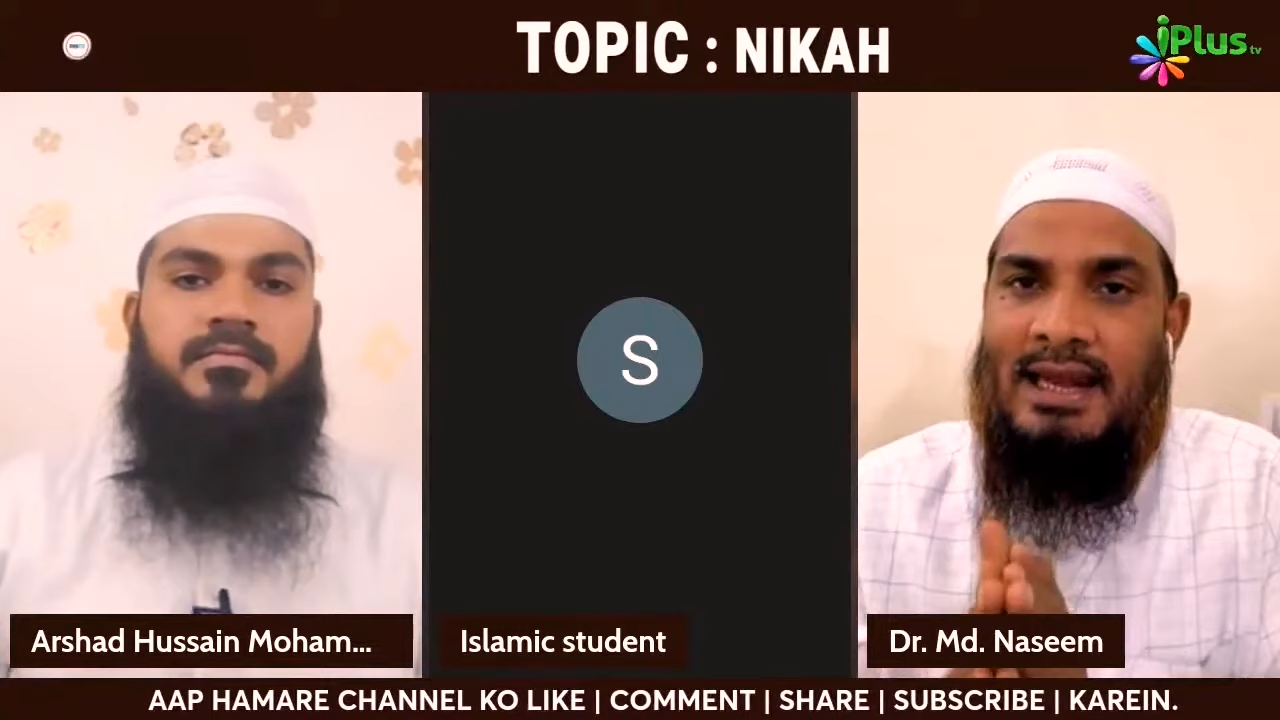 TOPIC : NIKAH
iPlus tv
S
Arshad Hussain Moham...
Islamic student
Dr. Md. Naseem
AAP HAMARE CHANNEL KO LIKE | COMMENT | SHARE | SUBSCRIBE | KAREIN.